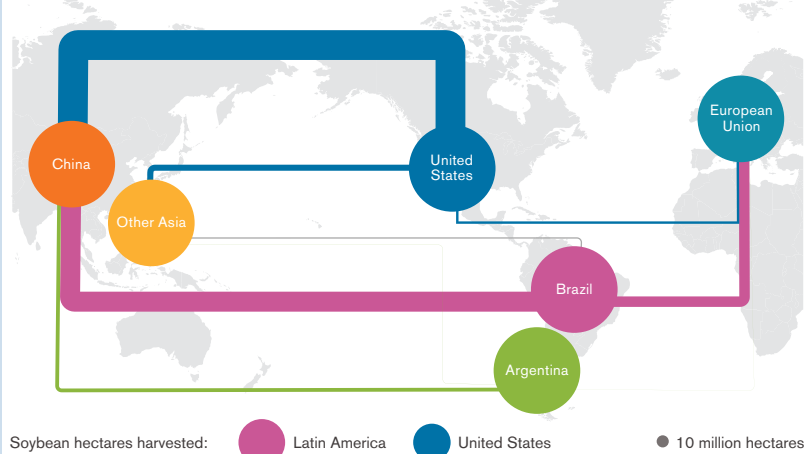 European
Union
China
United
States
Other Asia
Brazil
Argentina
Soybean hectares harvested:
Latin America
United States
10 million hectares